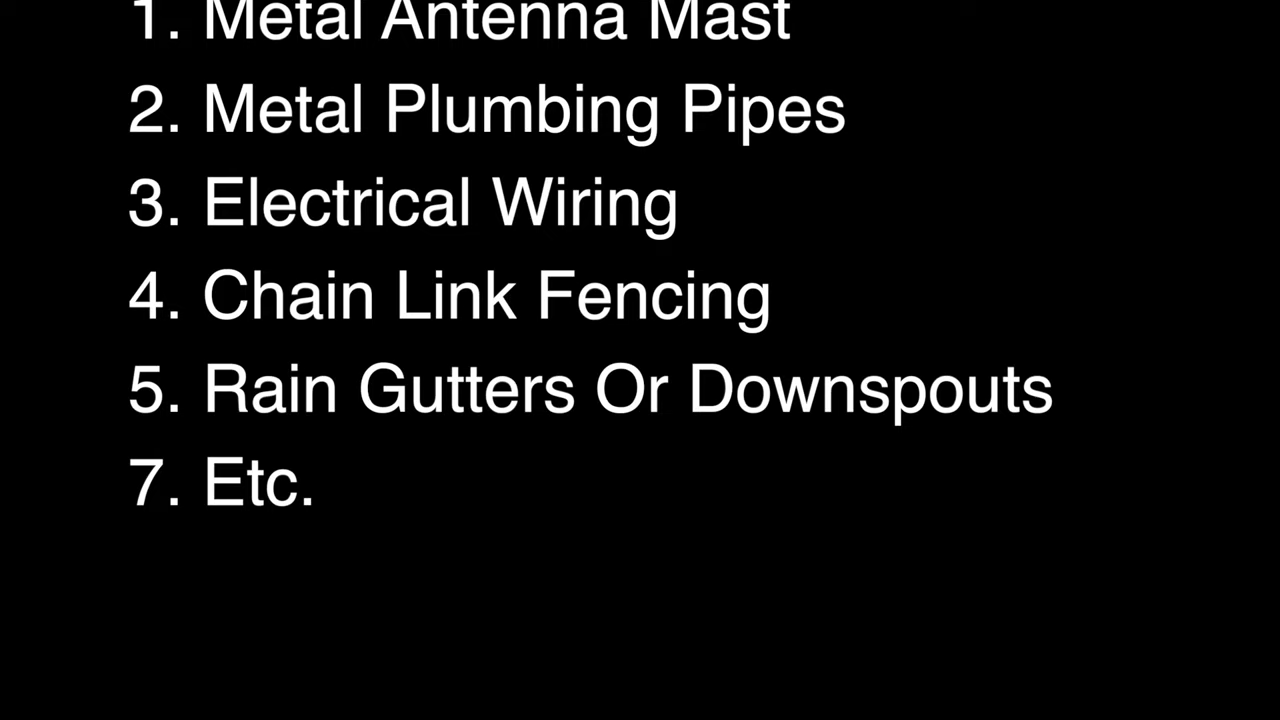 1. Metal Antenna Mast
2. Metal Plumbing Pipes
3. Electrical Wiring
4. Chain Link Fencing
5. Rain Gutters Or Downspouts
7. Etc.